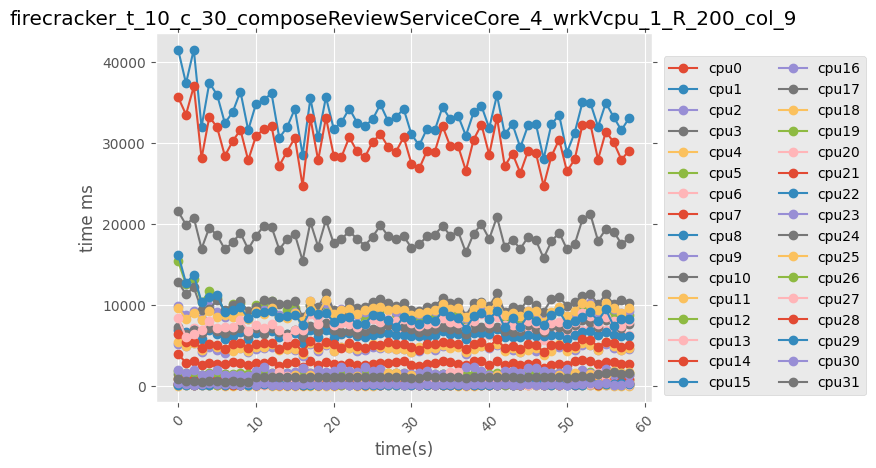 firecracker_t_10_c_30_composeReviewServiceCore_4_wrkVcpu_1_R_200_col_9
40000
30000
20000
10000
0
time ms
0 10 20 30 40 50 60
time(s)
cpu0 cpu16
cpu1 cpu17
cpu2 cpu18
cpu3 cpu19
cpu4 cpu20
cpu5 cpu21
cpu6 cpu22
cpu7 cpu23
cpu8 cpu24
cpu9 cpu25
cpu10 cpu26
cpu11 cpu27
cpu12 cpu28
cpu13 cpu29
cpu14 cpu30
cpu15 cpu31